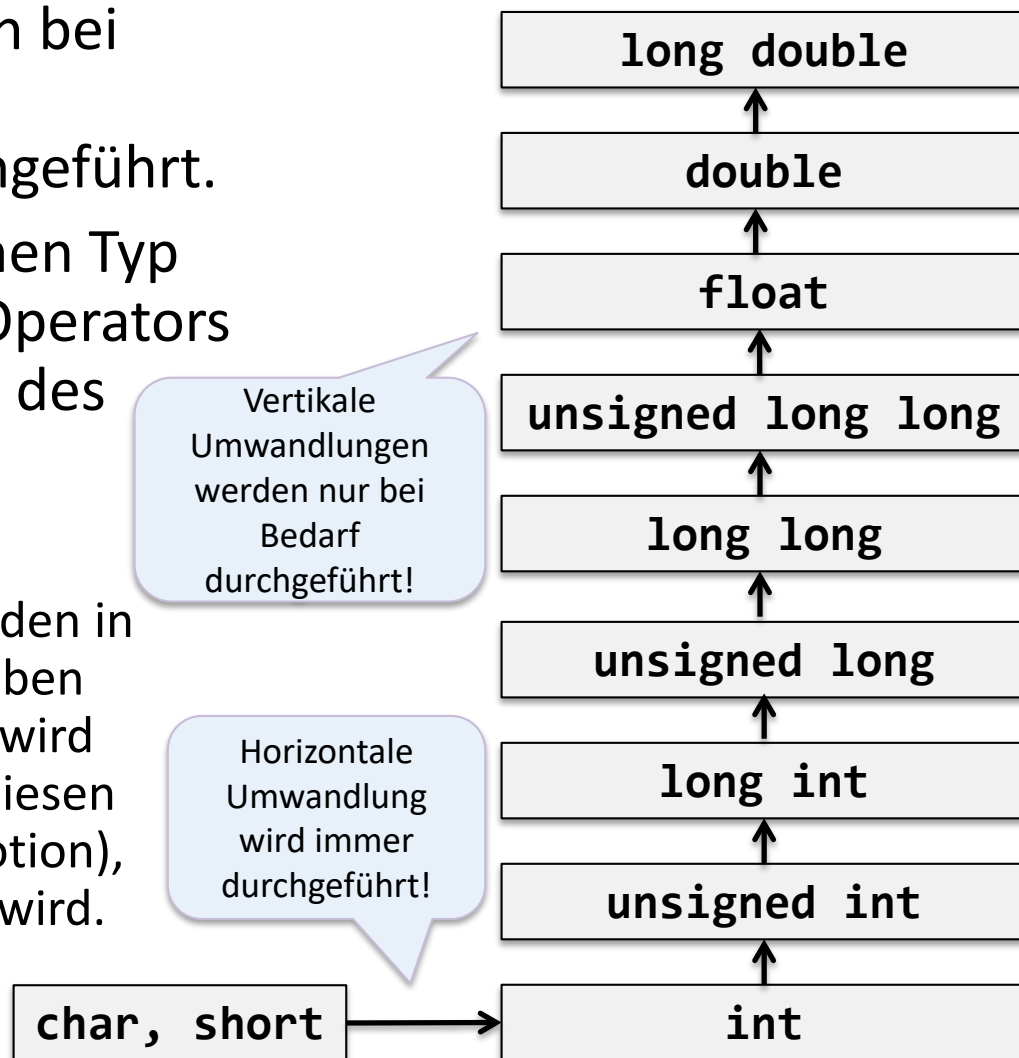 n bei
ngeführt.
nen Typ
Operators
des
den in
ben
wird
iesen
otion),
wird.
Vertikale
Umwandlungen
werden nur bei
Bedarf
durchgeführt!
Horizontale
Umwandlung
wird immer
durchgeführt!
long double
double
float
unsigned long long
long long
unsigned long
long int
unsigned int
char, short
int